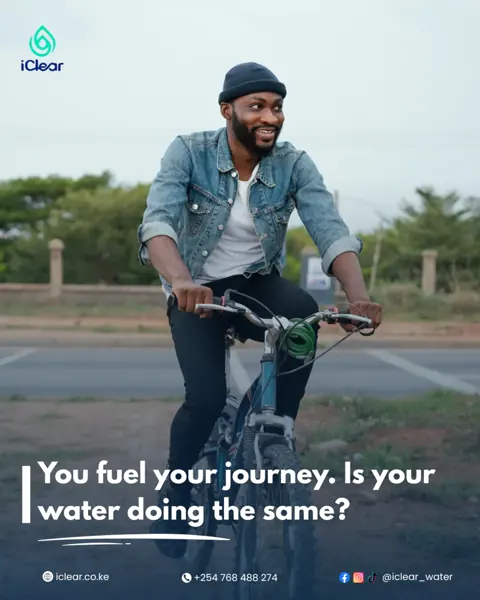 iClear
You fuel your journey. Is your
water doing the same?
iclear.co.ke
+254 768 488 274
@iclear_water